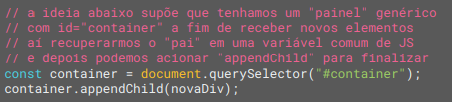 // a ideia abaixo supõe que tenhamos um "painel" genérico
// com id="container" a fim de receber novos elementos
// aí recuperarmos o "pai" em uma variável comum de JS
// e depois podemos acionar "appendChild" para finalizar
const container = document.querySelector("#container");
container.appendChild(novaDiv);